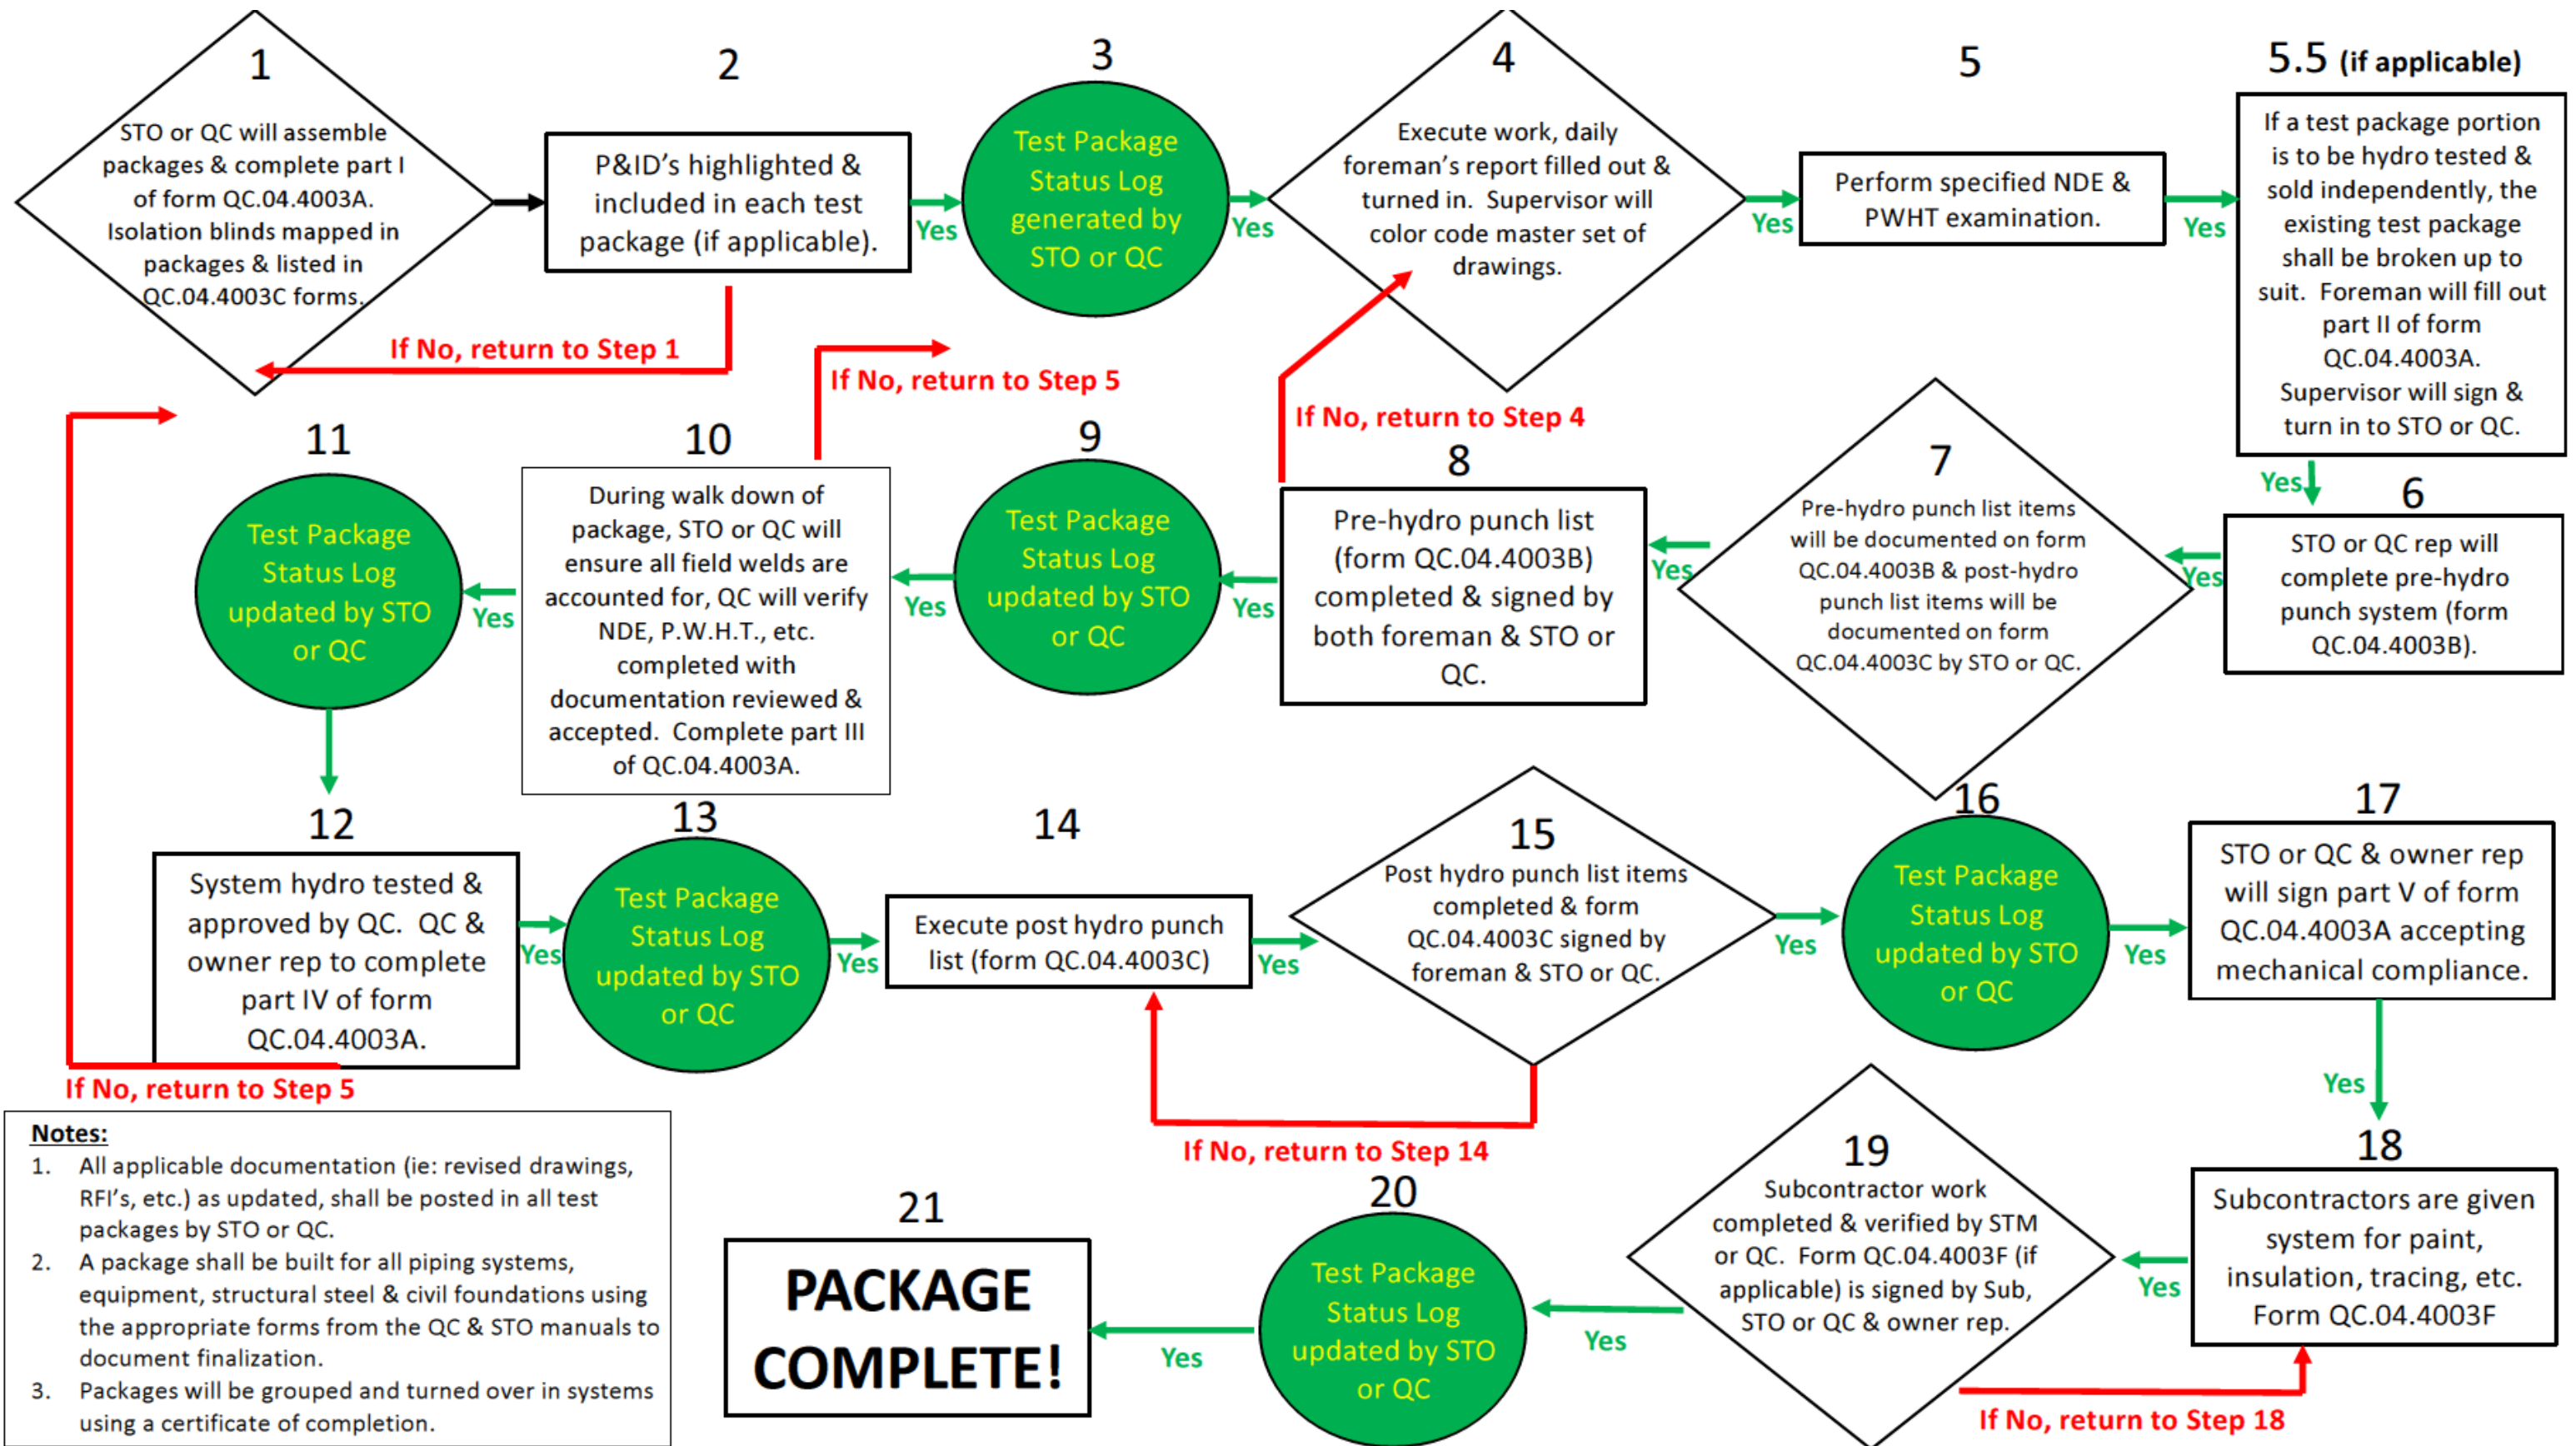 1
STO or QC will assemble
packages & complete part I
of form QC.04.4003A.
Isolation blinds mapped in
packages & listed in
QC.04.4003C forms.
2
P&ID's highlighted &
included in each test
package (if applicable).
If No, return to Step 1
Yes
3
Test Package
Status Log
generated by
STO or QC
Yes
4
Execute work, daily
foreman's report filled out &
turned in. Supervisor will
color code master set of
drawings.
Yes
5
Perform specified NDE &
PWHT examination.
Yes
5.5 (if applicable)
If a test package portion
is to be hydro tested &
sold independently, the
existing test package
shall be broken up to
suit. Foreman will fill out
part II of form
QC.04.4003A.
Supervisor will sign &
turn in to STO or QC.
Yes
6
STO or QC rep will
complete pre-hydro
punch system (form
QC.04.4003B).
Yes
7
Pre-hydro punch list items
will be documented on form
QC.04.4003B & post-hydro
punch list items will be
documented on form
QC.04.4003C by STO or QC.
Yes
8
Pre-hydro punch list
(form QC.04.4003B)
completed & signed by
both foreman & STO or
QC.
If No, return to Step 4
Yes
9
Test Package
Status Log
updated by STO
or QC
Yes
10
During walk down of
package, STO or QC will
ensure all field welds are
accounted for, QC will verify
NDE, P.W.H.T., etc.
completed with
documentation reviewed &
accepted. Complete part III
of QC.04.4003A.
If No, return to Step 5
Yes
11
Test Package
Status Log
updated by STO
or QC
12
System hydro tested &
approved by QC. QC &
owner rep to complete
part IV of form
QC.04.4003A.
If No, return to Step 5
Yes
13
Test Package
Status Log
updated by STO
or QC
Yes
14
Execute post hydro punch
list (form QC.04.4003C)
Yes
15
Post hydro punch list items
completed & form
QC.04.4003C signed by
foreman & STO or QC.
If No, return to Step 14
Yes
16
Test Package
Status Log
updated by STO
or QC
Yes
17
STO or QC & owner rep
will sign part V of form
QC.04.4003A accepting
mechanical compliance.
Yes
18
Subcontractors are given
system for paint,
insulation, tracing, etc.
Form QC.04.4003F
Yes
19
Subcontractor work
completed & verified by STM
or QC. Form QC.04.4003F (if
applicable) is signed by Sub,
STO or QC & owner rep.
If No, return to Step 18
Yes
20
Test Package
Status Log
updated by STO
or QC
Yes
21
PACKAGE
COMPLETE!
Notes:
1. All applicable documentation (ie: revised drawings,
RFI's, etc.) as updated, shall be posted in all test
packages by STO or QC.
2. A package shall be built for all piping systems,
equipment, structural steel & civil foundations using
the appropriate forms from the QC & STO manuals to
document finalization.
3. Packages will be grouped and turned over in systems
using a certificate of completion.